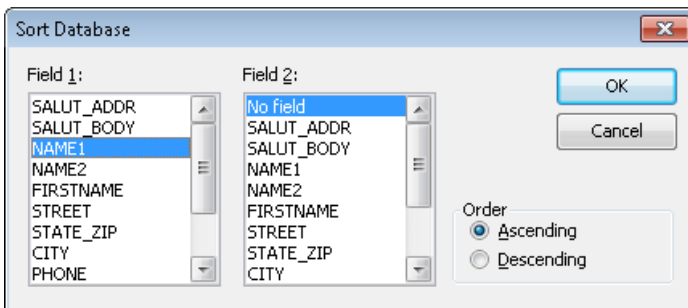 Sort Database
Field 1:
SALUT_ADDR
SALUT_BODY
NAME1
NAME2
FIRSTNAME
STREET
STATE_ZIP
CITY
PHONE
Field 2:
No field
SALUT_ADDR
SALUT_BODY
NAME1
NAME2
FIRSTNAME
STREET
STATE_ZIP
CITY
OK
Cancel
Order
Ascending
Descending